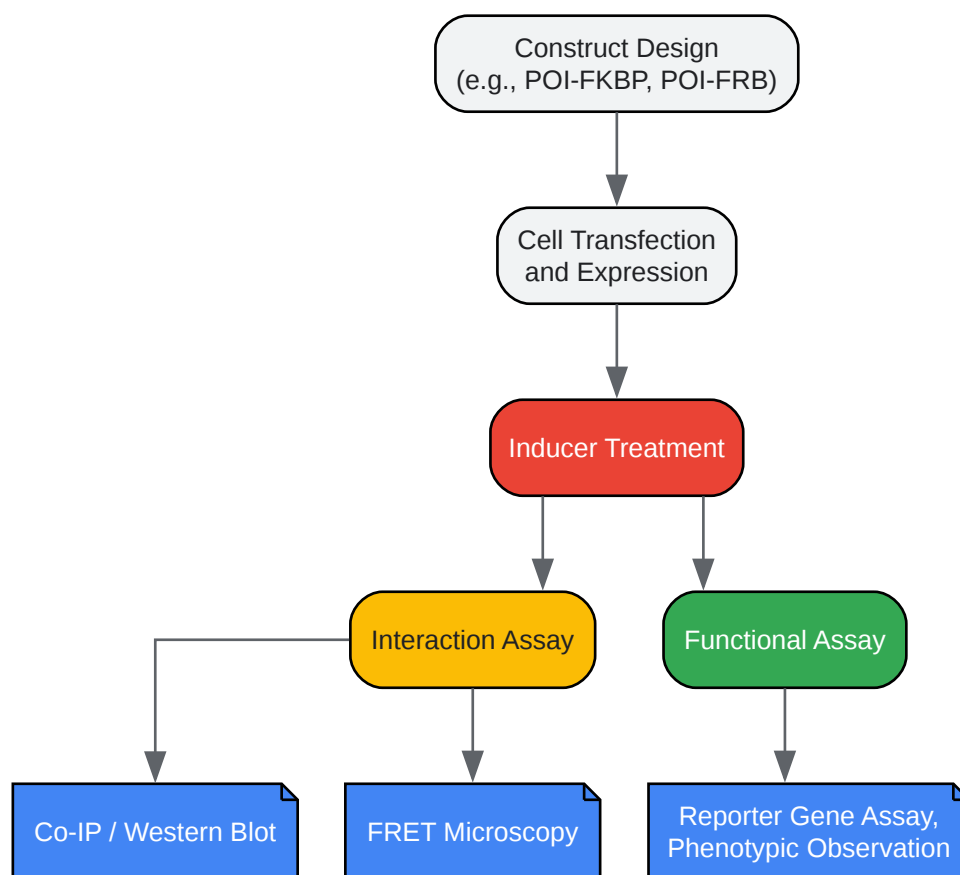 Construct Design
(e.g., POI-FKBP, POI-FRB)
Cell Transfection
and Expression
Inducer Treatment
Interaction Assay
Functional Assay
Co-IP / Western Blot
FRET Microscopy
Reporter Gene Assay,
Phenotypic Observation